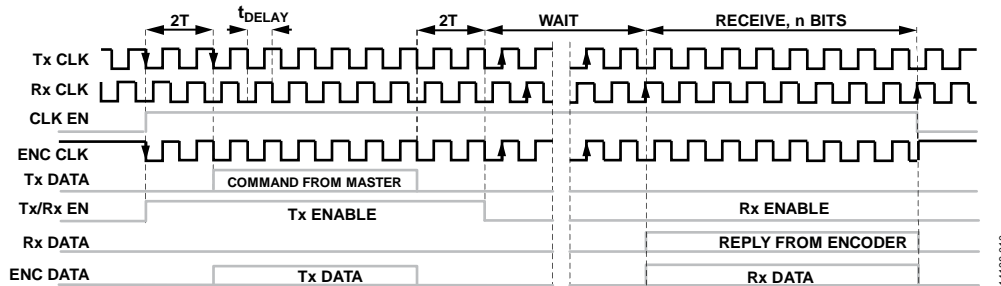 2T tDELAY 2T WAIT RECEIVE, n BITS
Tx CLK
Rx CLK
CLK EN
ENC CLK
Tx DATA COMMAND FROM MASTER
Tx/Rx EN Tx ENABLE Rx ENABLE
Rx DATA REPLY FROM ENCODER
ENC DATA Tx DATA Rx DATA